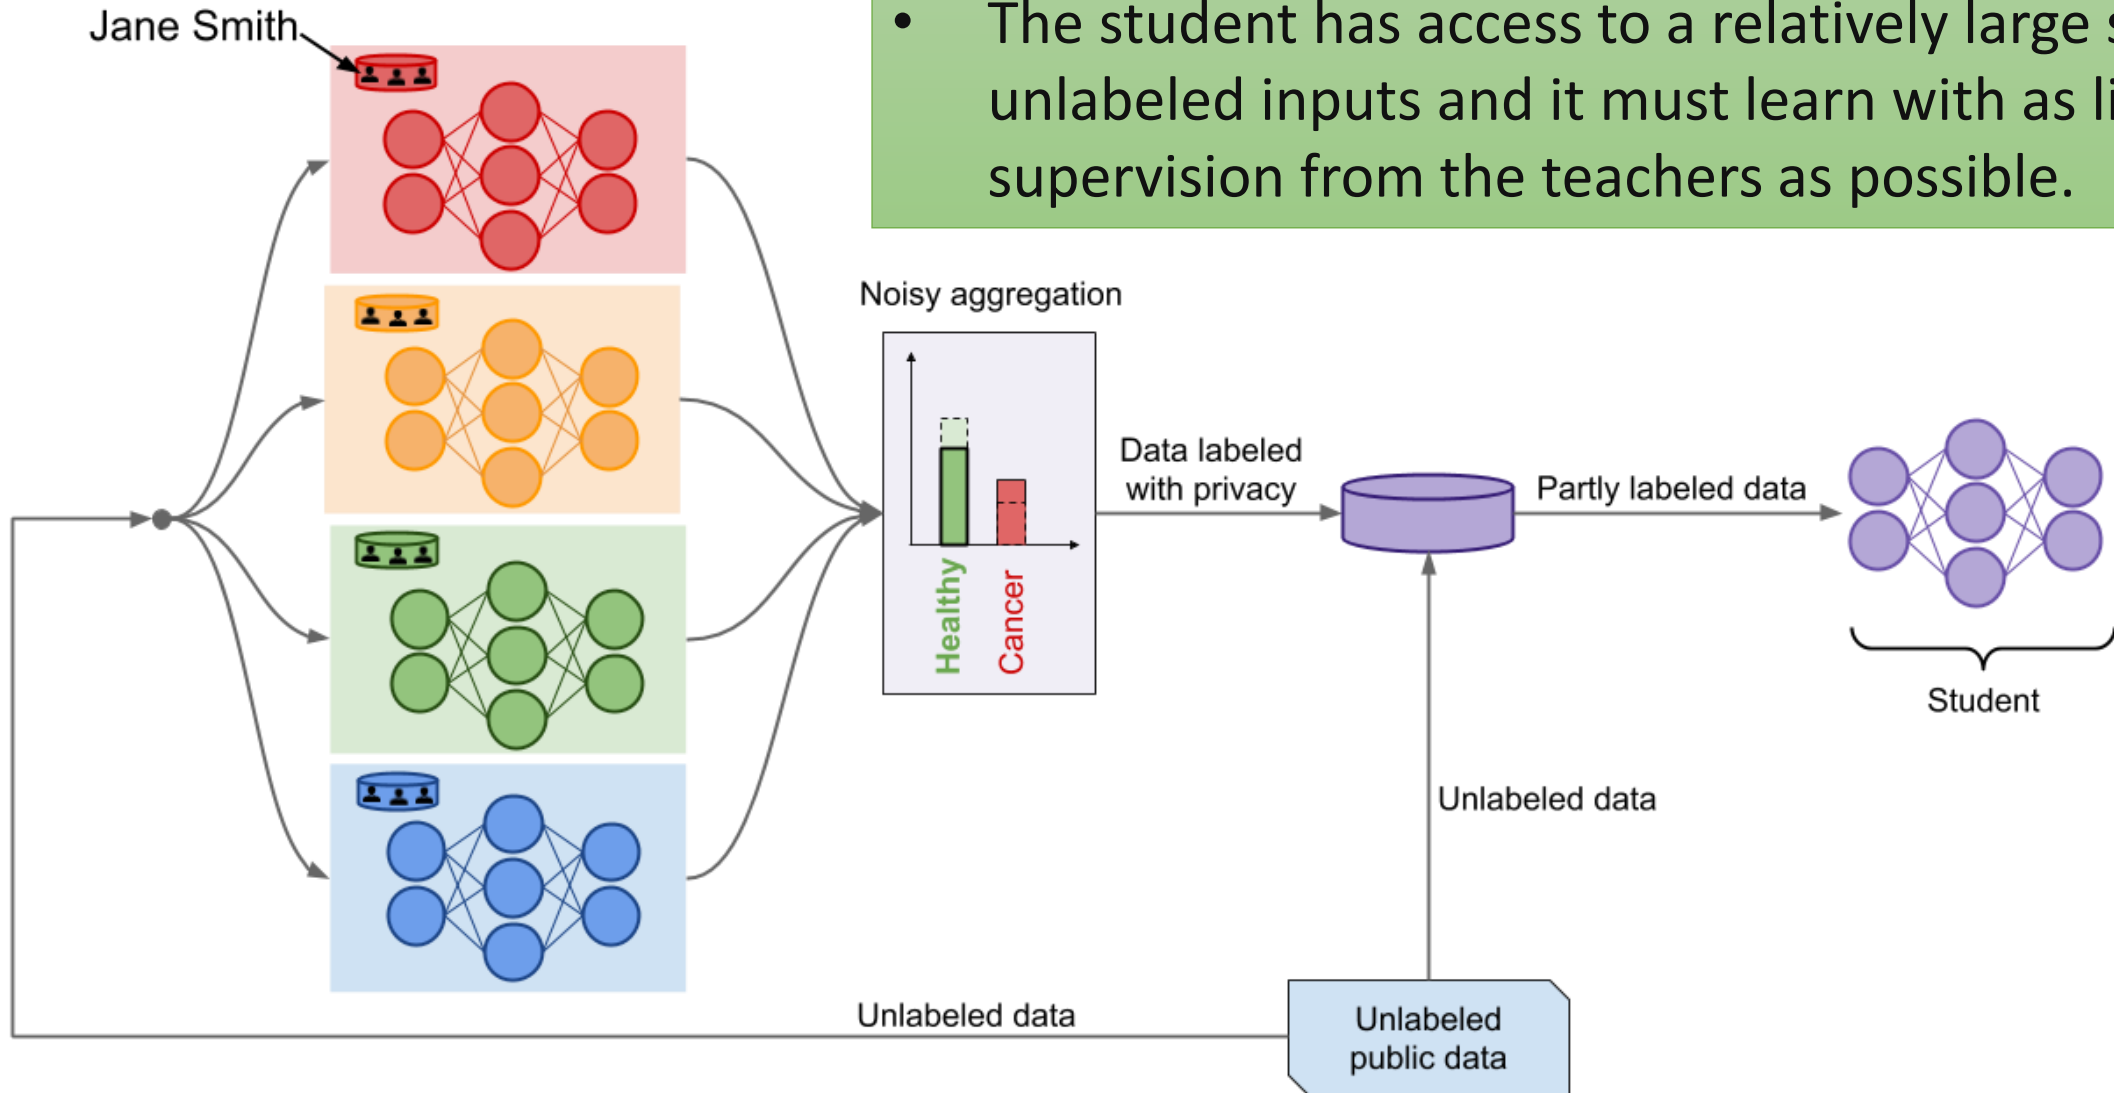 Jane Smith
• The student has access to a relatively large
unlabeled inputs and it must learn with as
supervision from the teachers as possible.
Noisy aggregation
Healthy
Cancer
Data labeled
with privacy
Partly labeled data
Student
Unlabeled data
Unlabeled data
Unlabeled
public data